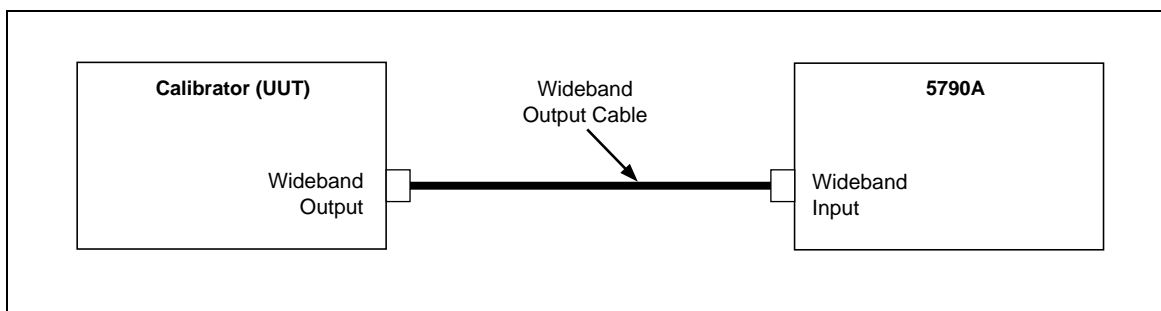 Calibrator (UUT)
Wideband
Output Cable
5790A
Wideband
Output
Wideband
Input